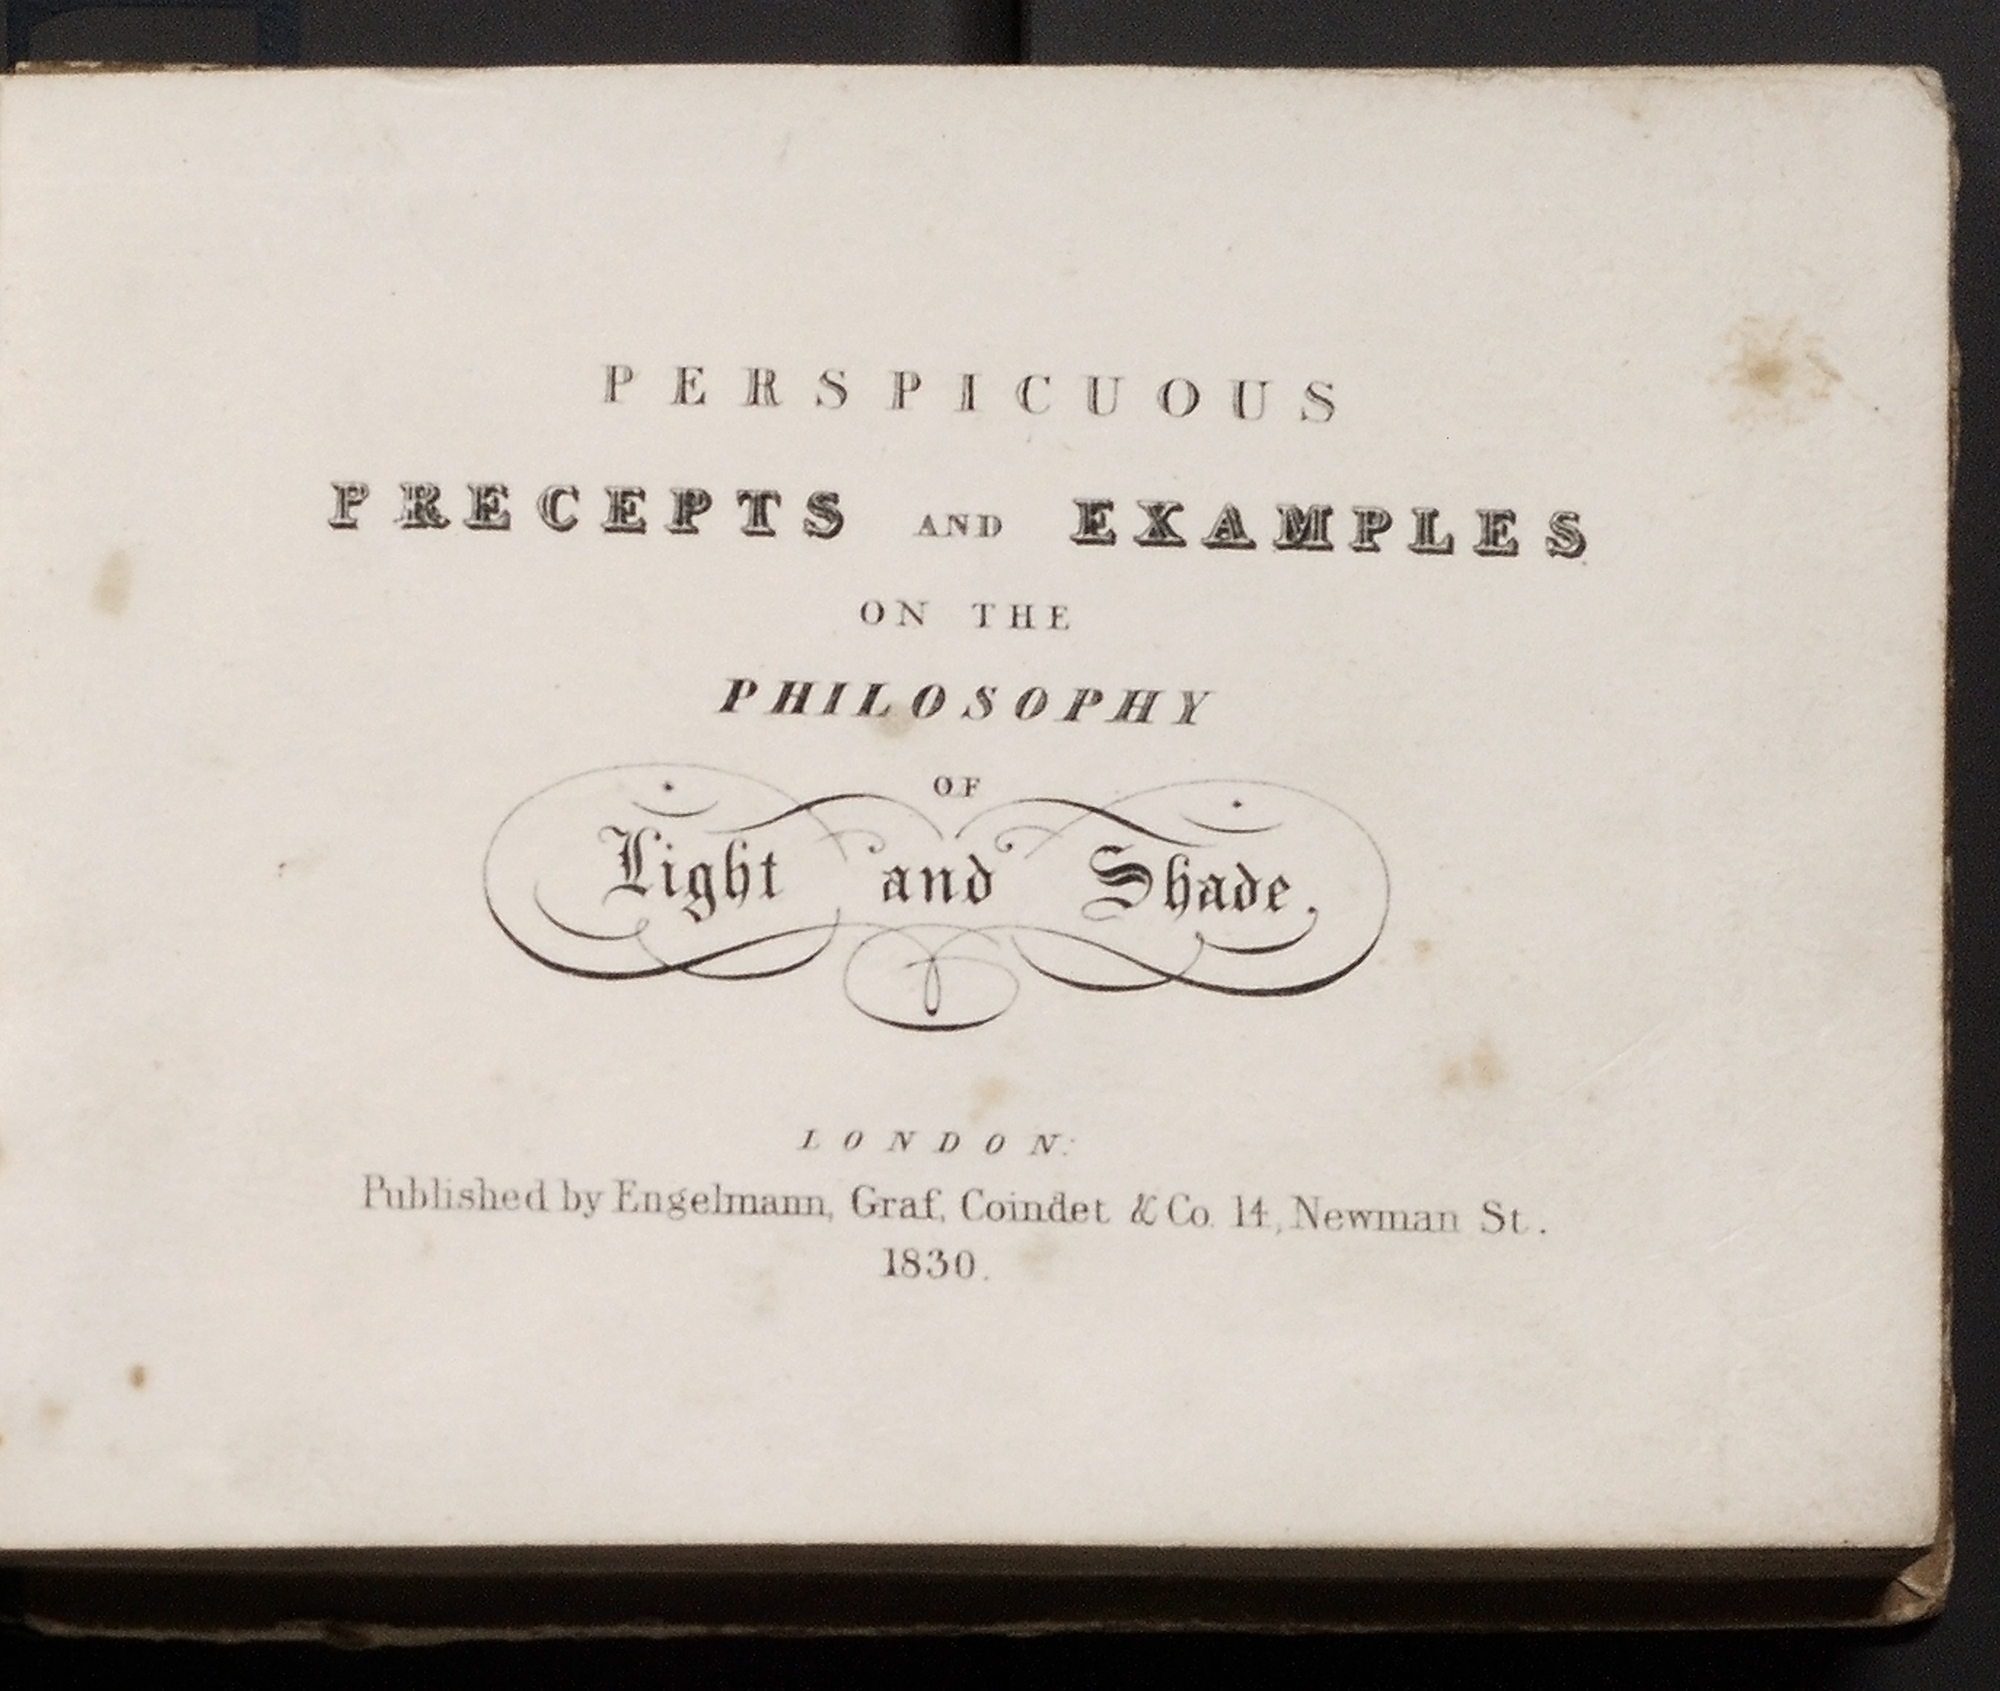 PERSPICUOUS
PRECEPTS AND EXAMPLES
ON THE
PHILOSOPHY
OF
Light and Shade.
LONDON:
Published by Engelmann, Graf, Coindet & Co. 14, Newman St.
1830.